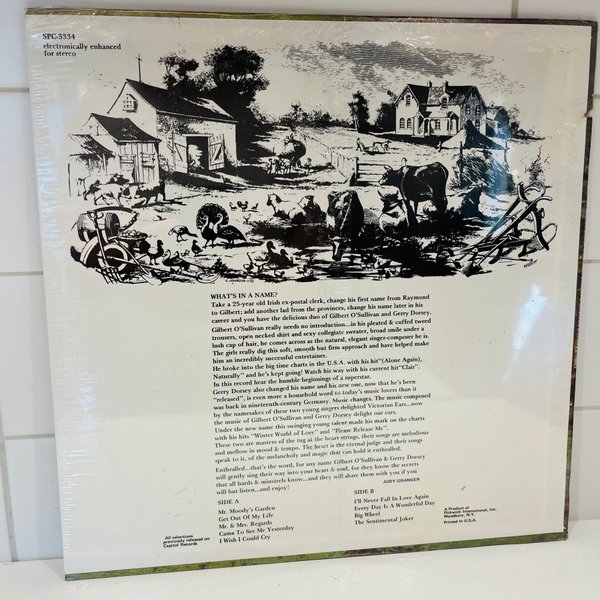 SPC-3334
electronically enhanced
for stereo
WHAT'S IN A NAME?
Take a 25-year old Irish ex-postal clerk, change his first name from Raymond
to Gilbert; add another lad from the provinces, change his name later in his
career and you have the delicious duo of Gilbert O'Sullivan and Gerry Dorsey.
Gilbert O'Sullivan really needs no introduction...in his pleated & cuffed tweed
trousers, open necked shirt and sexy collegiate sweater, broad smile under a
lush cap of hair, he comes across as the natural, elegant singer-composer he is.
The girls really dig this soft, smooth but firm approach and have helped make
him an incredibly successful entertainer.
He broke into the big time charts in the U.S.A. with his hit"(Alone Again),
Naturally" and he's kept going! Watch his way with his current hit"Clair".
In this record hear the humble beginnings of a superstar.
Gerry Dorsey also changed his name and his new one, now that he's been
"released", is even more a household word to today's music lovers than it
was back in nineteenth-century Germany. Music changes. The music composed
by the namesakes of these two young singers delighted Victorian Ears...now
the music of Gilbert O'Sullivan and Gerry Dorsey delight our ears.
Under the new name this swinging young talent made his mark on the charts
with his hits "Winter World of Love" and "Please Release Me".
These two are masters of the tug at the heart strings, their songs are melodious
and mellow in mood & tempo. The heart is the eternal judge and their songs
speak to it, of the melancholy and magic that can hold it enthralled.
Enthralled...that's the word, for any name Gilbert O'Sullivan & Gerry Dorsey
will gently sing their way into your heart & soul, for they know the secrets
that all bards & minstrels know...and they will share them with you if you
will but listen...and enjoy!
JUDY GRANGER
SIDE A
Mr. Moody's Garden
Get Out Of My Life
Mr. & Mrs. Regards
Came To See Me Yesterday
I Wish I Could Cry
SIDE B
I'll Never Fall In Love Again
Every Day Is A Wonderful Day
Big Wheel
The Sentimental Joker
All selections
previously released on
Capitol Records
A Product of
Pickwick International, Inc.
Woodbury, N.Y.
Printed in U.S.A.